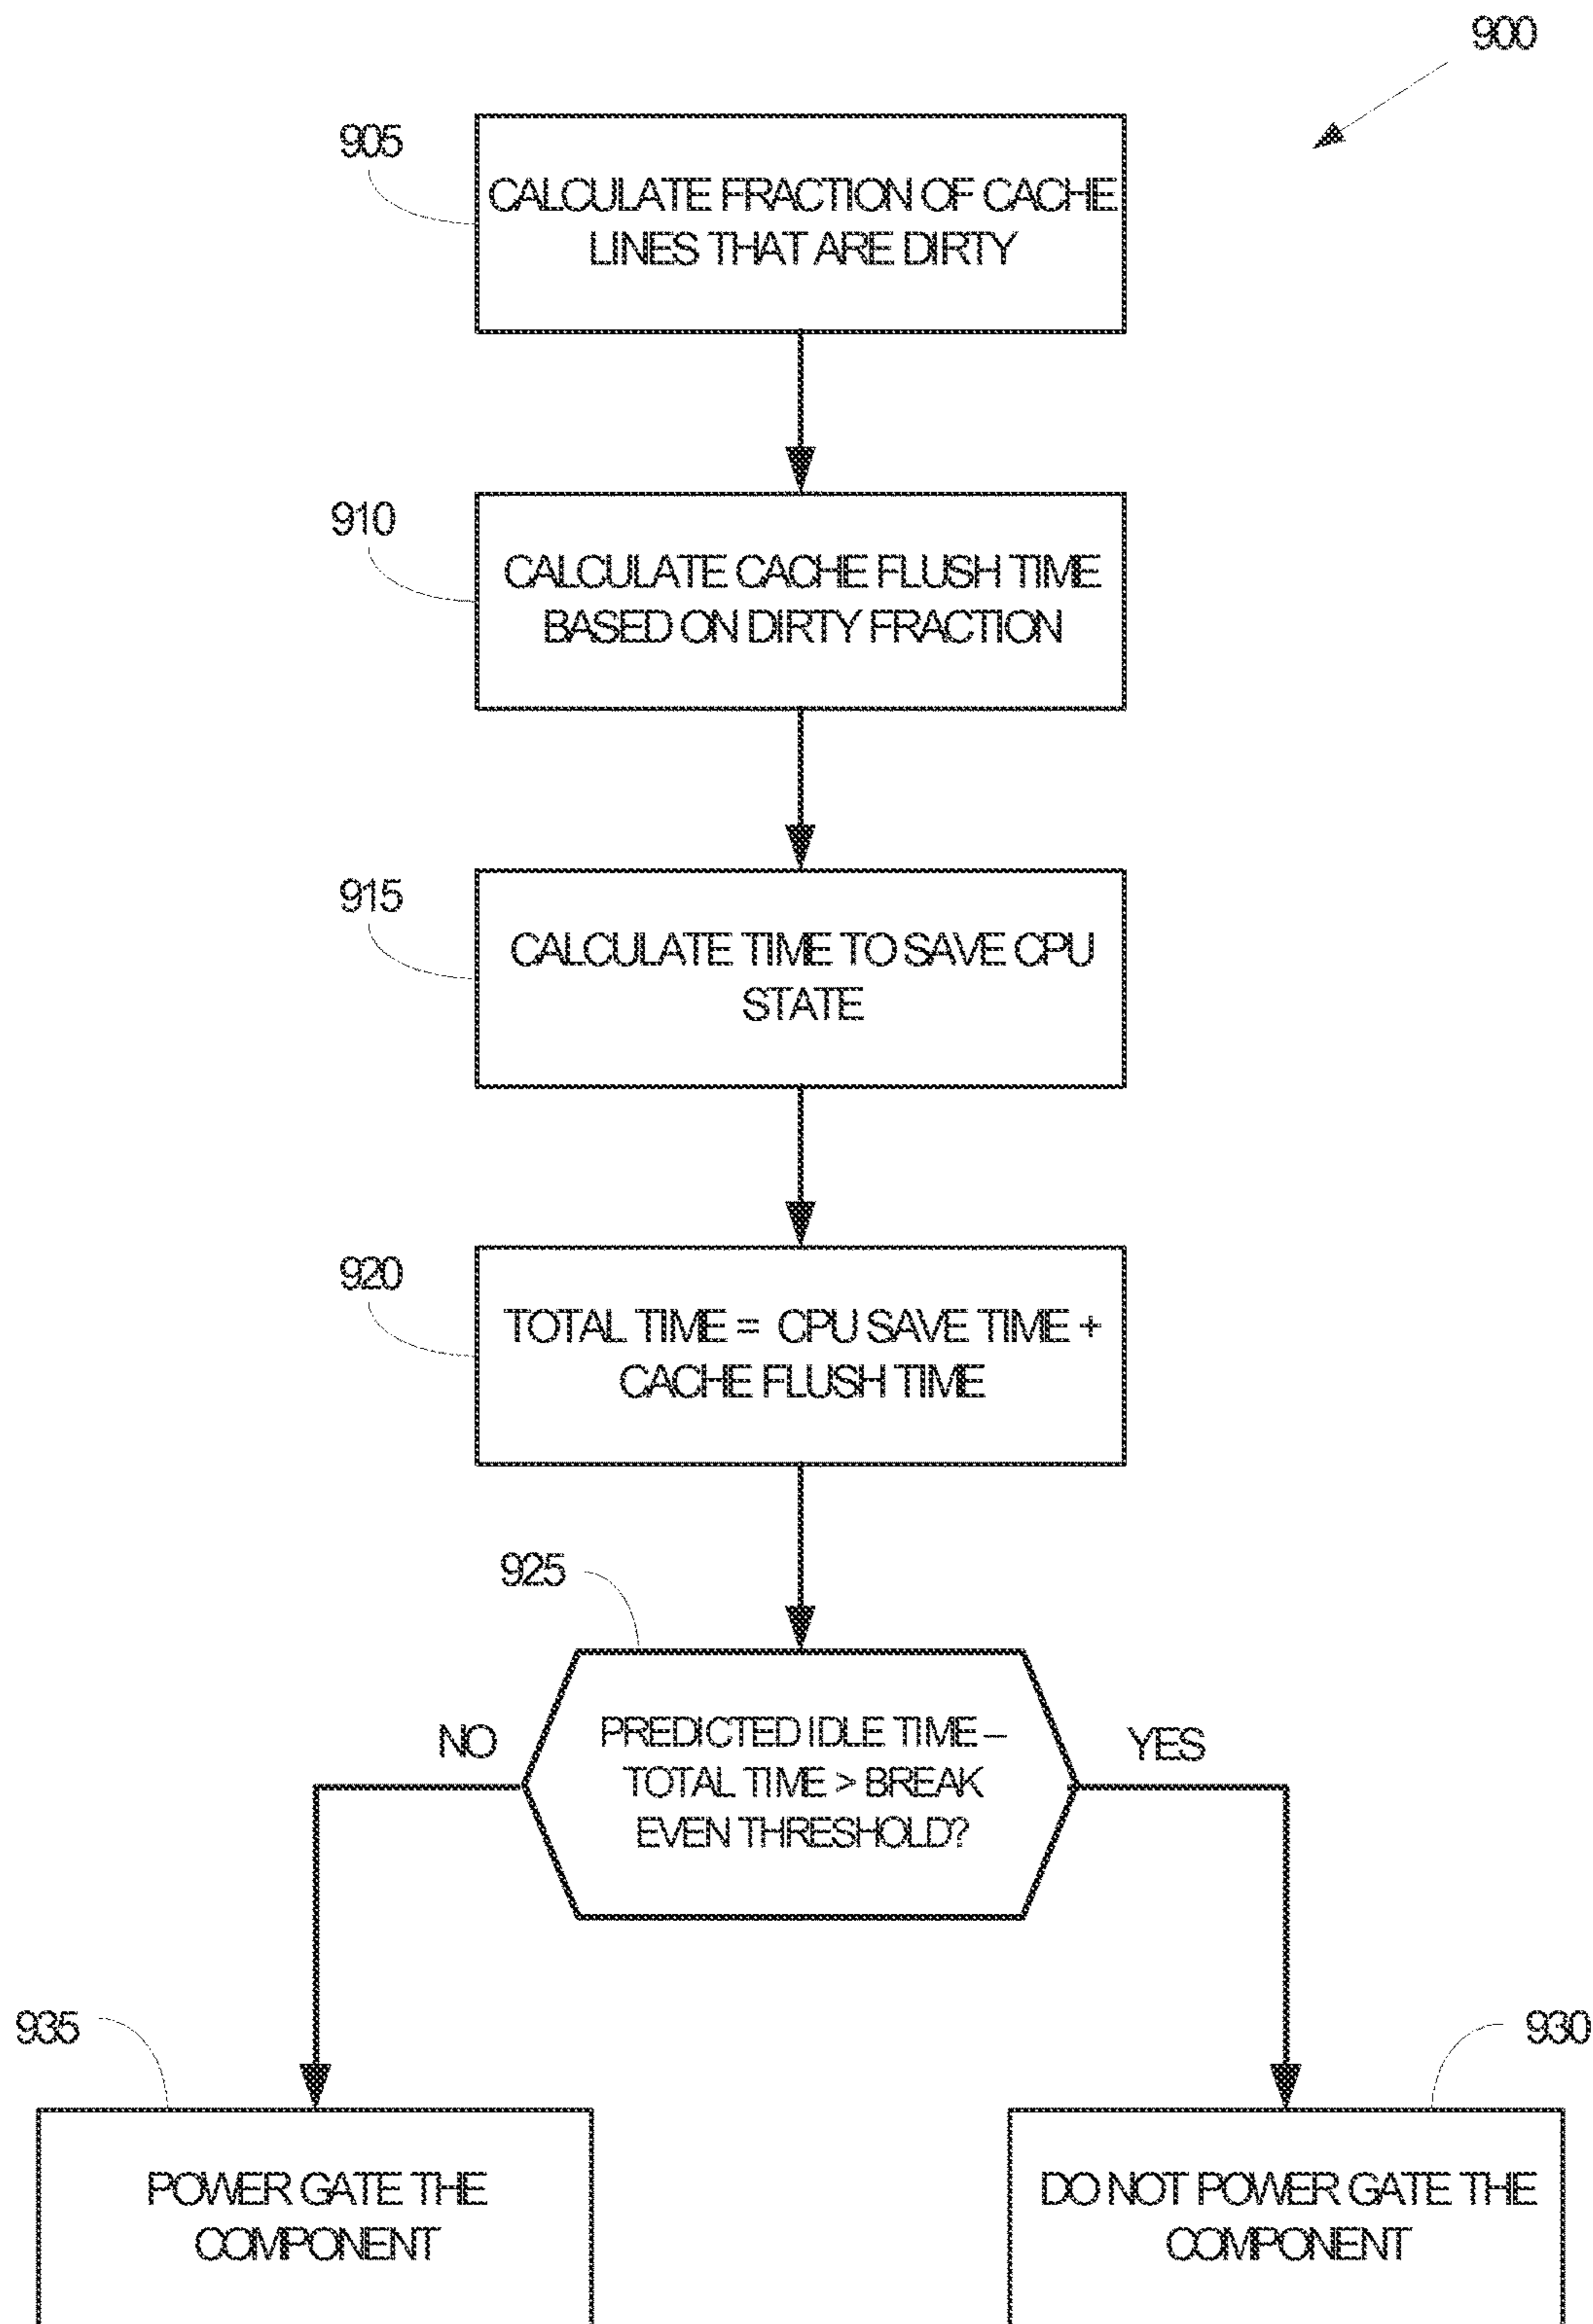 900
905
CALCULATE FRACTION OF CACHE
LINES THAT ARE DIRTY
910
CALCULATE CACHE FLUSH TIME
BASED ON DIRTY FRACTION
915
CALCULATE TIME TO SAVE CPU
STATE
920
TOTAL TIME = CPU SAVE TIME +
CACHE FLUSH TIME
925
NO
PREDICTED IDLE TIME –
TOTAL TIME > BREAK
EVEN THRESHOLD?
YES
935
930
POWER GATE THE
COMPONENT
DO NOT POWER GATE THE
COMPONENT